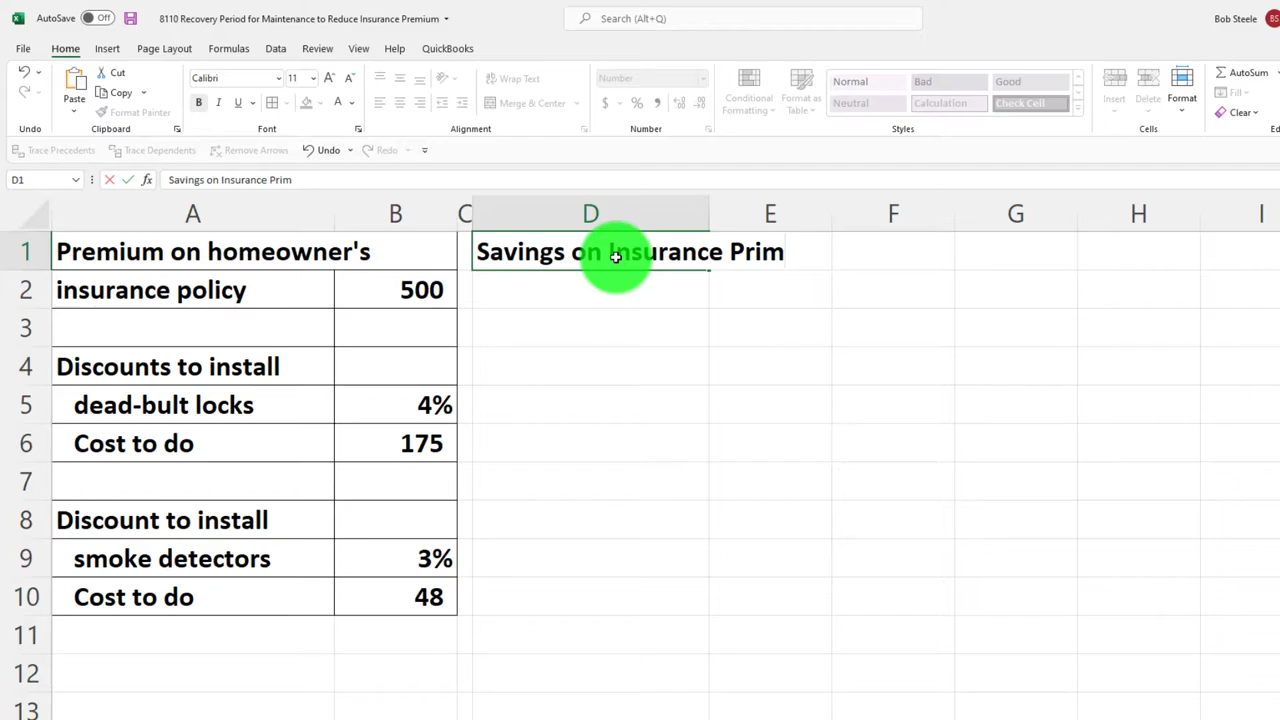 AutoSave Off 8110 Recovery Period for Maintenance to Reduce Insurance Premium Search (Alt+Q) Bob Steele BS
File Home Insert Page Layout Formulas Data Review View Help QuickBooks
Paste Cut Copy Format Painter
Calibri 11 A A
B I U A
Wrap Text
Merge & Center
Number
$ % 9
Conditional Formatting
Format as Table
Normal Bad Good
Neutral Calculation Check Cell
Insert Delete Format
AutoSum
Fill
Clear
Undo Clipboard Font Alignment Number Styles Cells
Trace Precedents Trace Dependents Remove Arrows Undo Redo
D1 fx Savings on Insurance Prim
A B C D E F G H I
1 Premium on homeowner's Savings on Insurance Prim
2 insurance policy 500
3
4 Discounts to install
5 dead-bult locks 4%
6 Cost to do 175
7
8 Discount to install
9 smoke detectors 3%
10 Cost to do 48
11
12
13